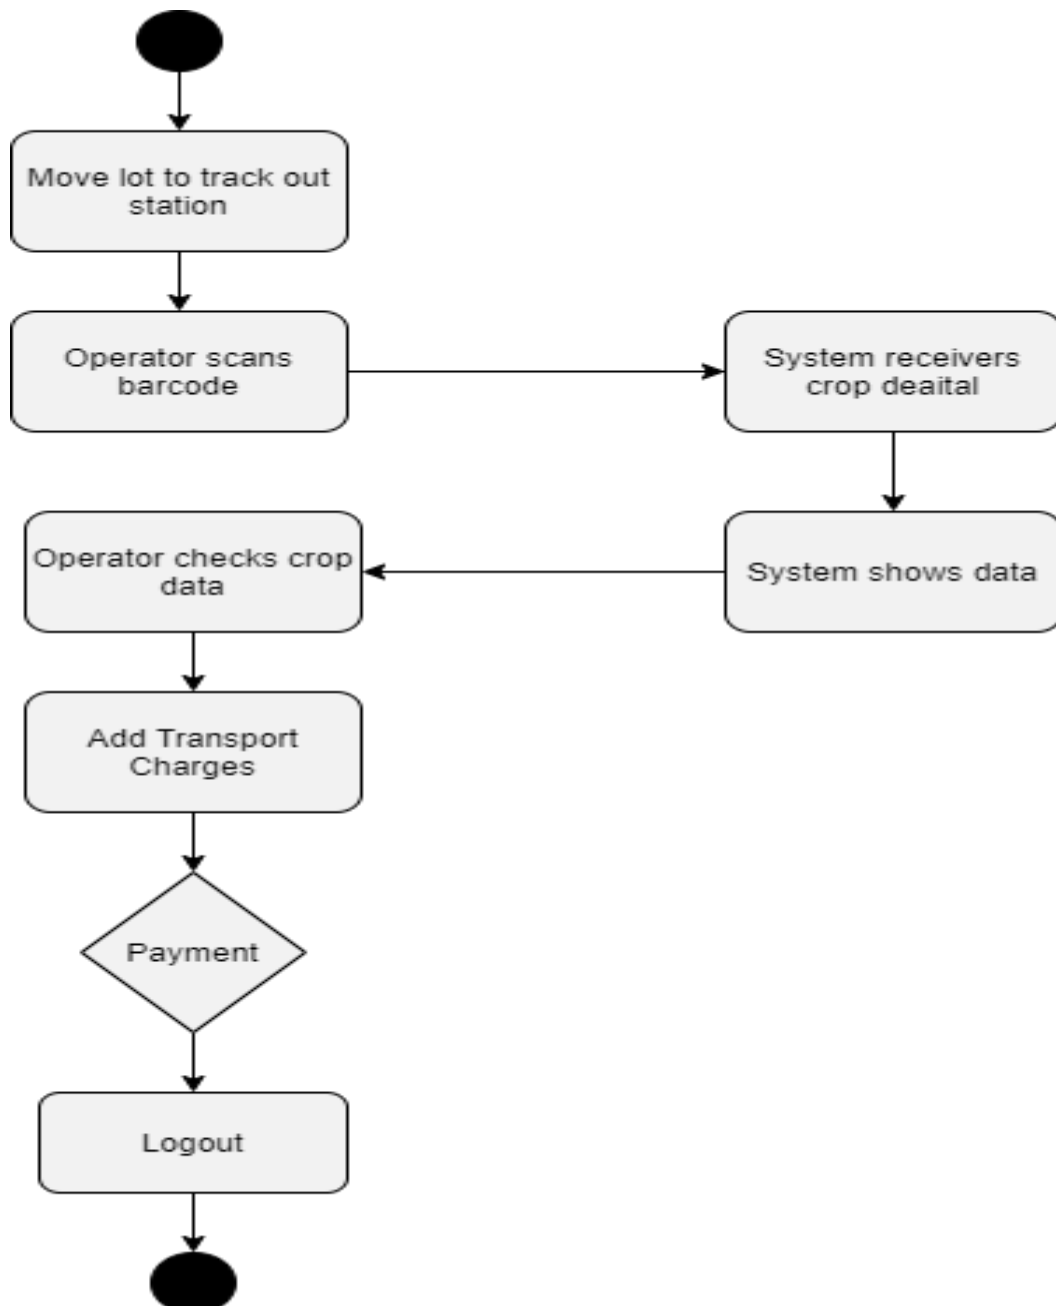 Move lot to track out
station
Operator scans
barcode
System receivers
crop deaital
System shows data
Operator checks crop
data
Add Transport
Charges
Payment
Logout